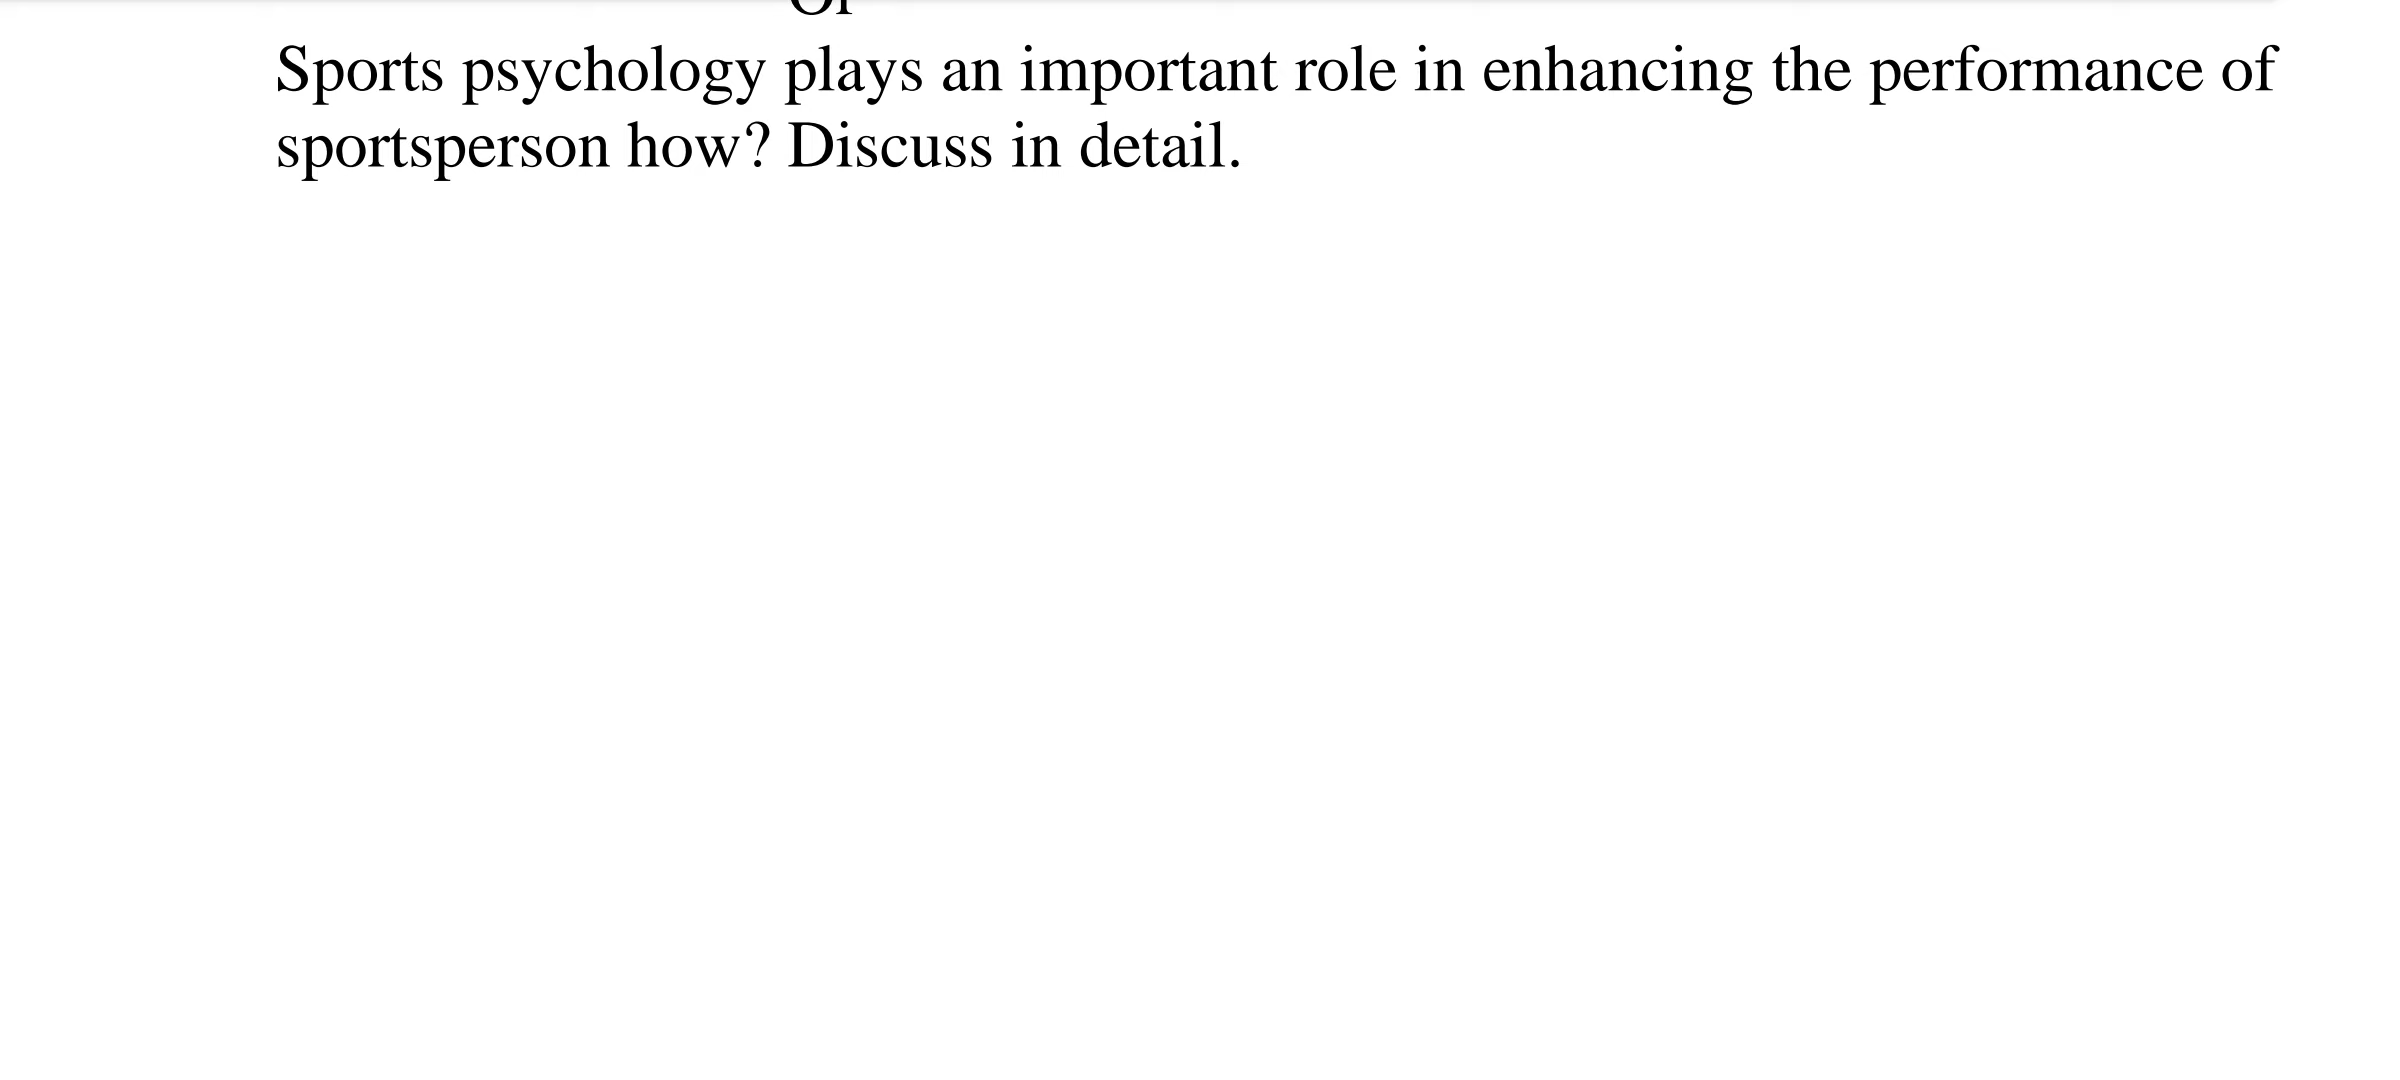 Sports psychology plays an important role in enhancing the performance of
sportsperson how? Discuss in detail.